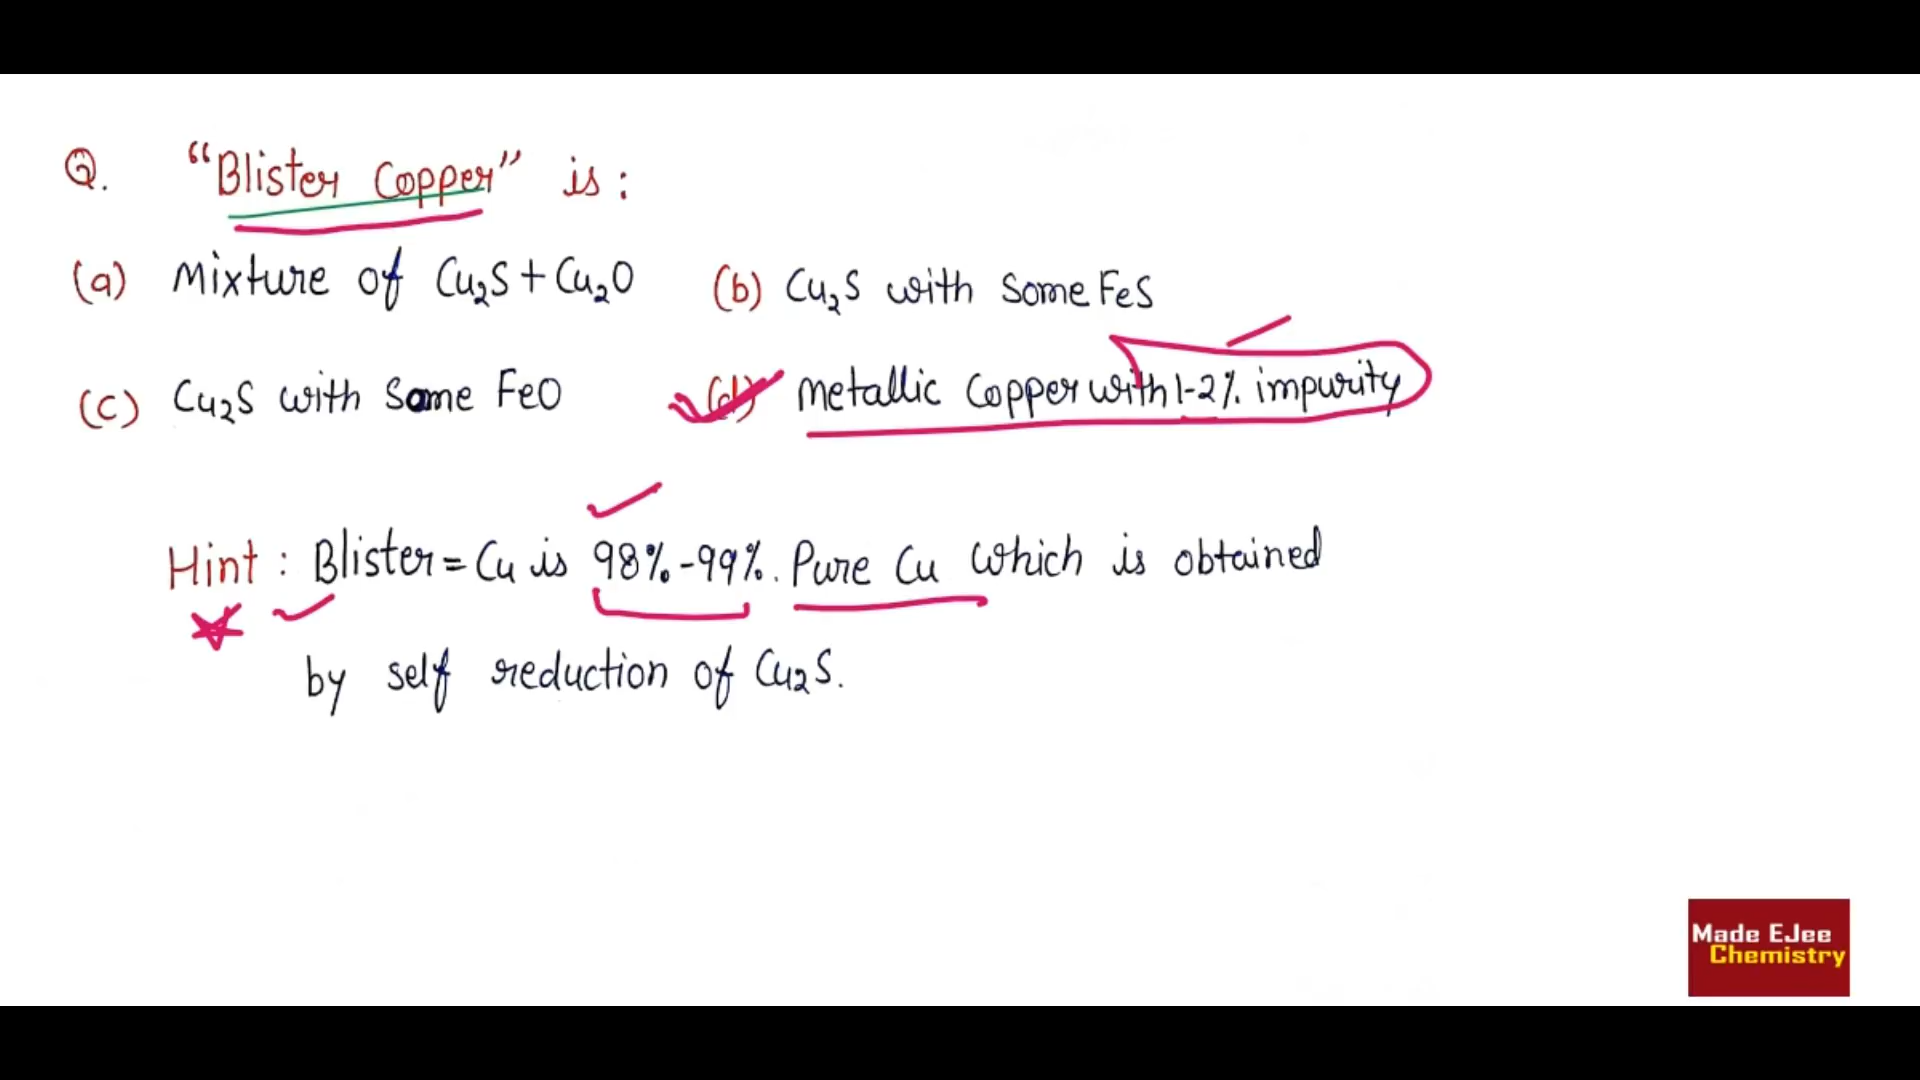 Q. "Blister Copper" is:
(a) Mixture of Cu₂S + Cu₂O (b) Cu₂S with Some FeS
(c) Cu₂S with Some FeO (d) Metallic Copper with 1-2% impurity
Hint : Blister = Cu is 98% - 99%. Pure Cu which is obtained
by self reduction of Cu₂S.
Made EJee
Chemistry